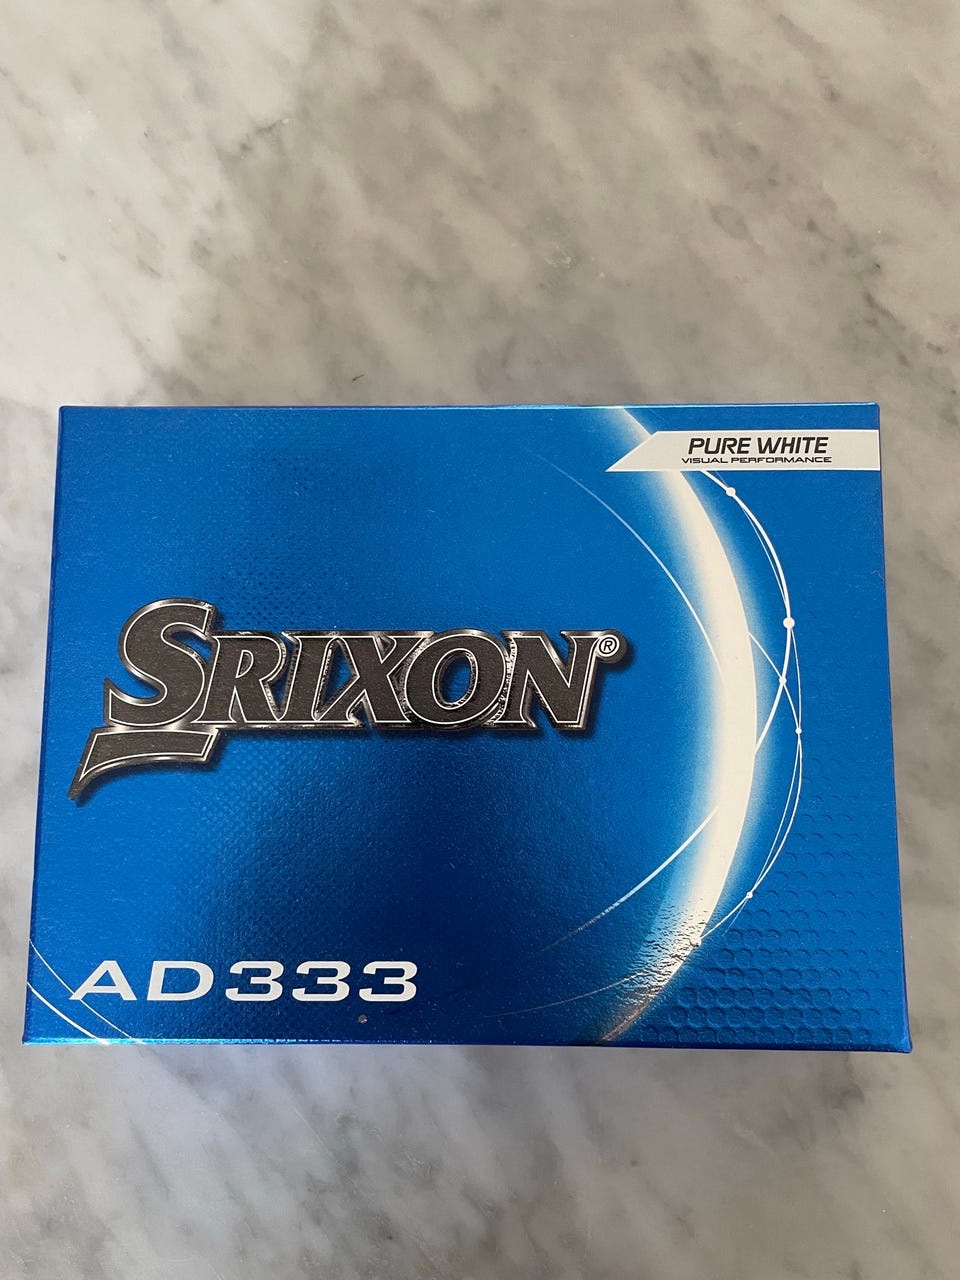 PURE WHITE
VISUAL PERFORMANCE
SRIXON®
AD333